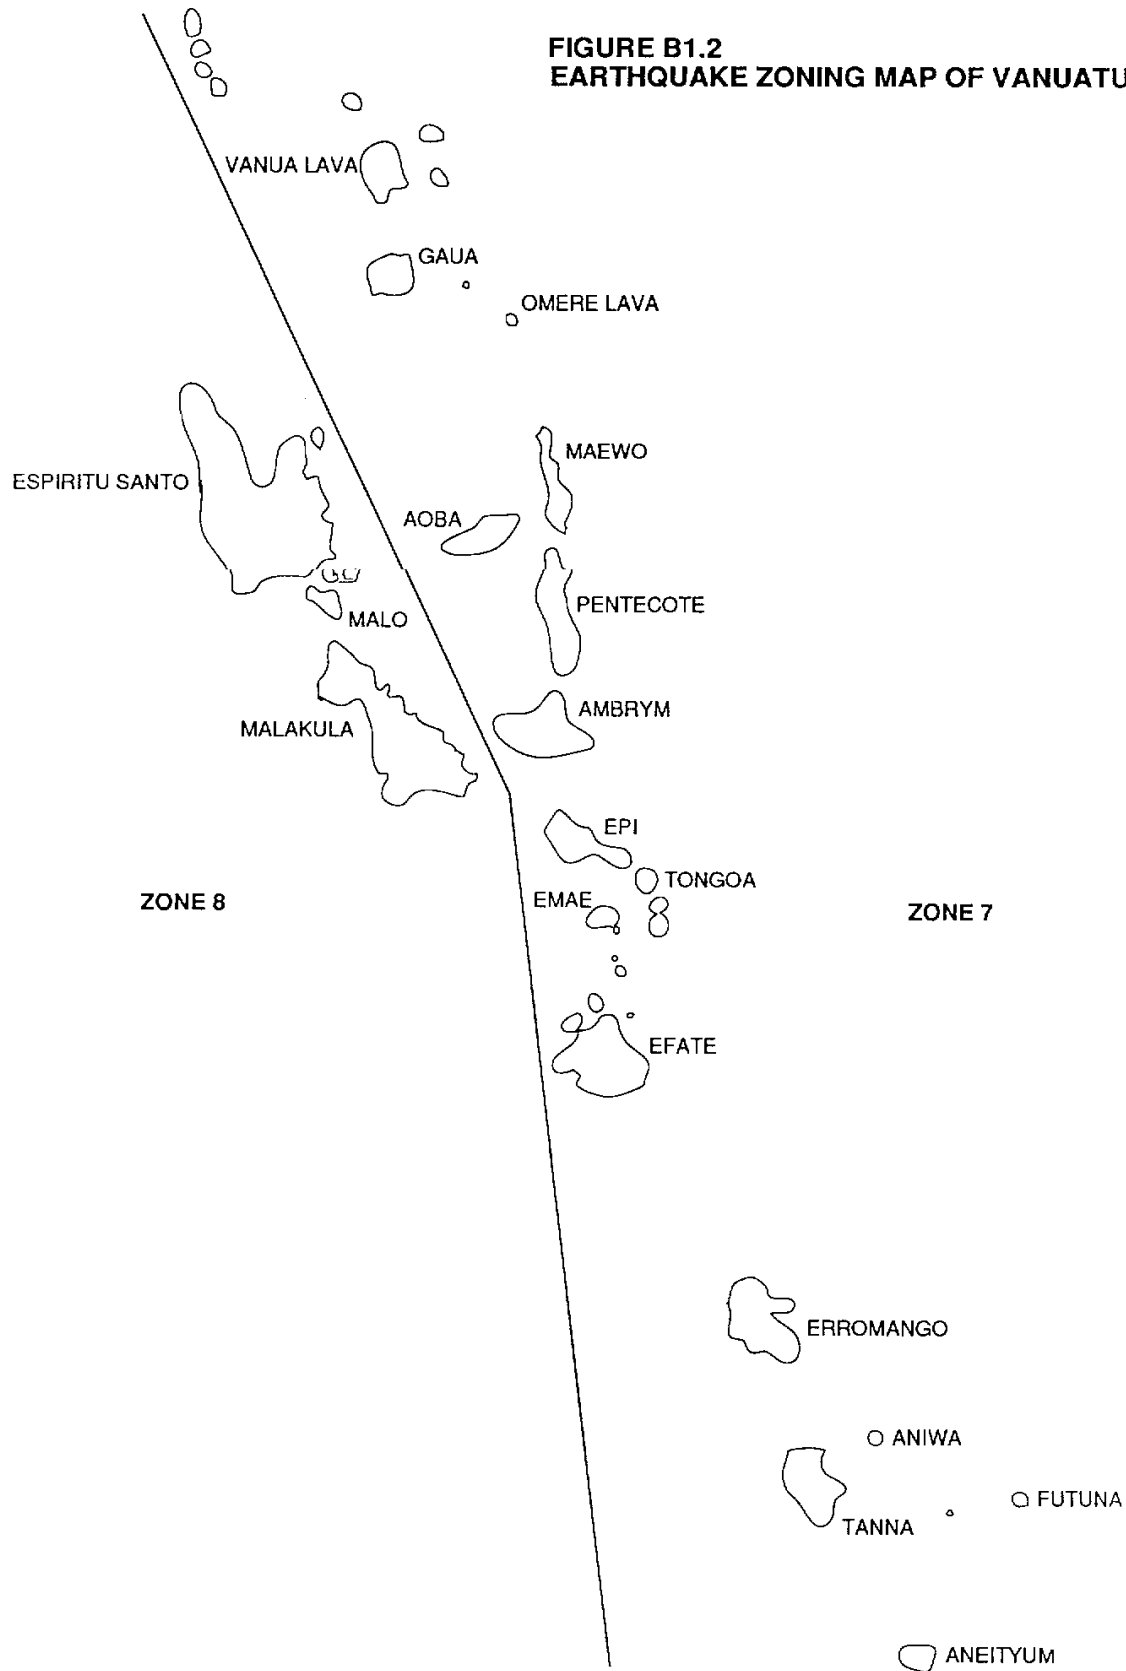 FIGURE B1.2
EARTHQUAKE ZONING MAP OF VANUATU
VANUA LAVA
GAUA
OMERE LAVA
MAEWO
ESPIRITU SANTO
AOBA
PENTECOTE
MALO
AMBRYM
MALAKULA
EPI
TONGOA
EMAE
ZONE 8
ZONE 7
EFATE
ERROMANGO
ANIWA
FUTUNA
TANNA
ANEITYUM